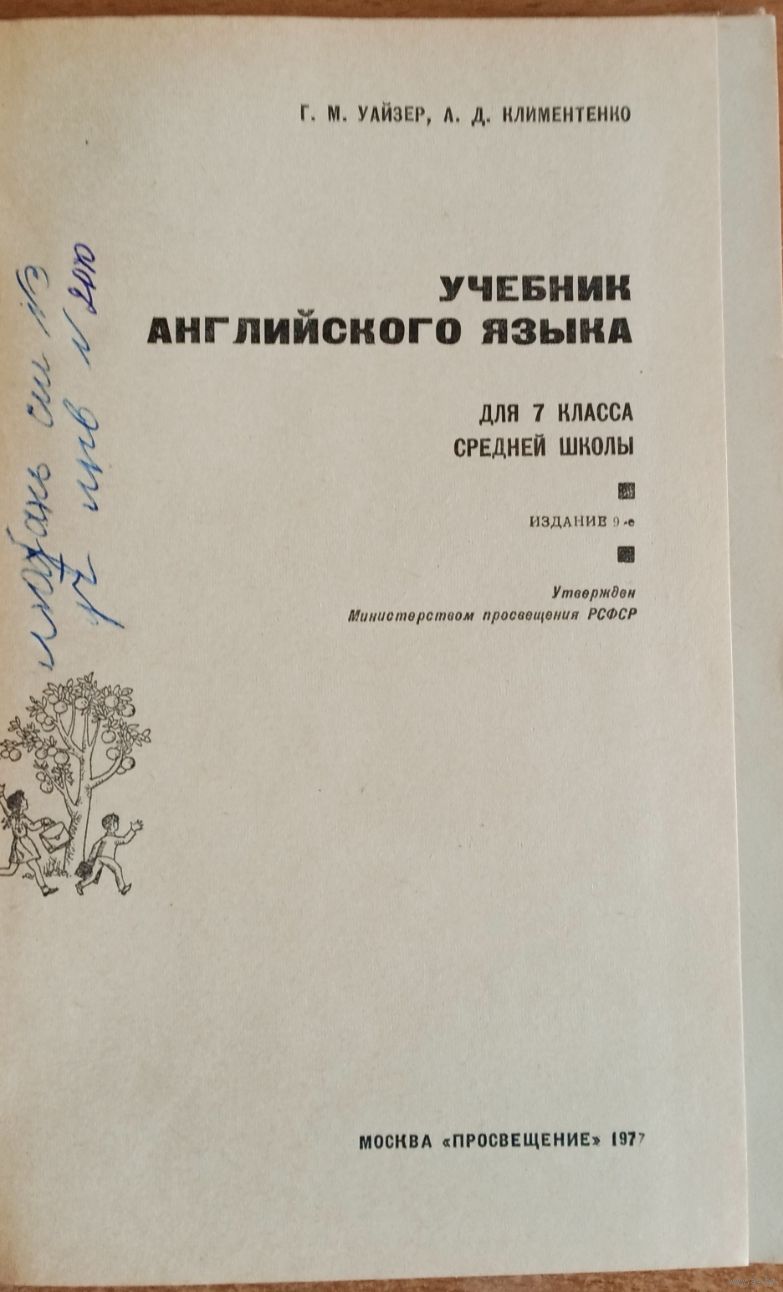 Г. М. УАЙЗЕР, А. Д. КЛИМЕНТЕНКО
УЧЕБНИК
АНГЛИЙСКОГО ЯЗЫКА
ДЛЯ 7 КЛАССА
СРЕДНЕЙ ШКОЛЫ
ИЗДАНИЕ 9-е
Утвержден
Министерством просвещения РСФСР
МОСКВА «ПРОСВЕЩЕНИЕ» 1977